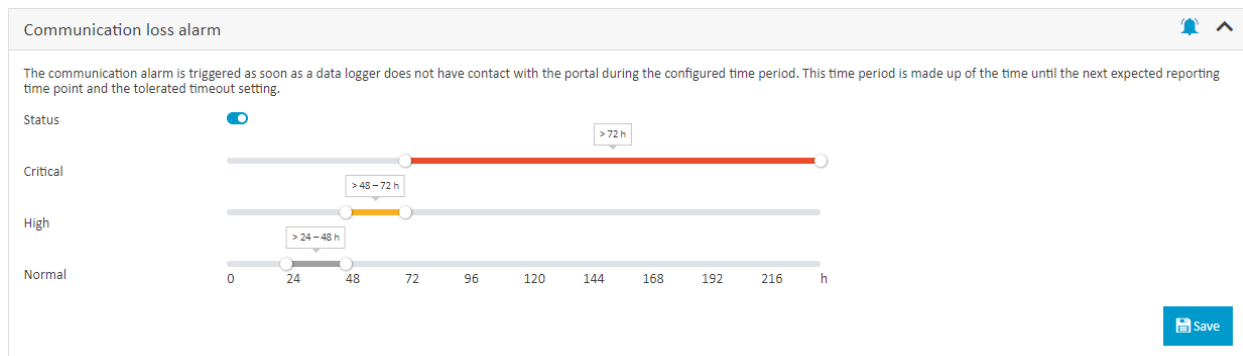 Communication loss alarm
The communication alarm is triggered as soon as a data logger does not have contact with the portal during the configured time period. This time period is made up of the time until the next expected reporting
time point and the tolerated timeout setting.
Status
> 72 h
Critical
> 48 – 72 h
High
> 24 – 48 h
Normal
0 24 48 72 96 120 144 168 192 216 h
Save